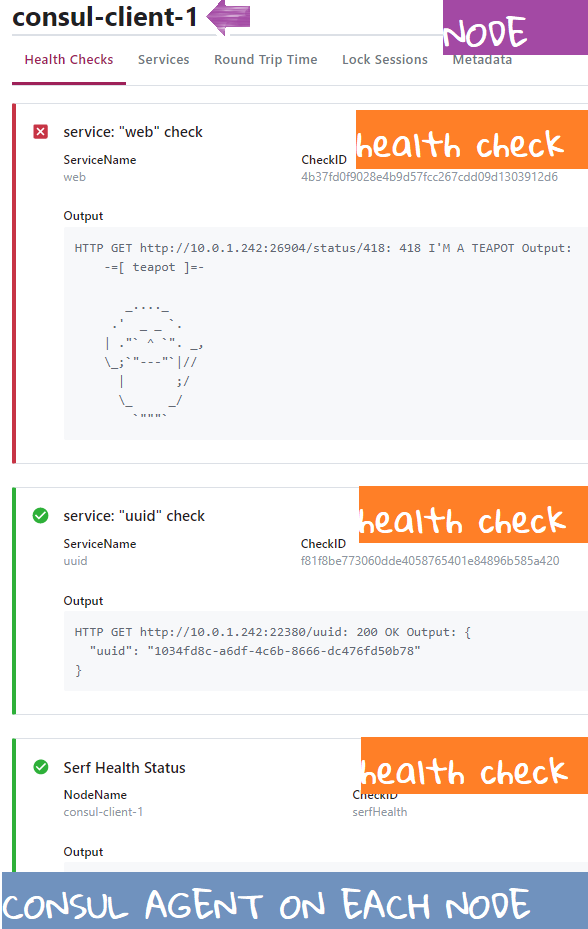 consul-client-1
NODE
Health Checks Services Round Trip Time Lock Sessions Metadata
service: "web" check
health check
ServiceName CheckID
web 4b37fd0f9028e4b9d57fcc267cdd09d1303912d6
Output
HTTP GET http://10.0.1.242:26904/status/418: 418 I'M A TEAPOT Output:
-=[ teapot ]=-
_...._
.'  _ _ `.
| ."` ^ `". _,
\_;`"---"`|//
|       ;/
\_     _/
`"""`
service: "uuid" check
health check
ServiceName CheckID
uuid f81f8be773060dde4058765401e84896b585a420
Output
HTTP GET http://10.0.1.242:22380/uuid: 200 OK Output: {
"uuid": "1034fd8c-a6df-4c6b-8666-dc476fd50b78"
}
Serf Health Status
health check
NodeName CheckID
consul-client-1 serfHealth
Output
CONSUL AGENT ON EACH NODE